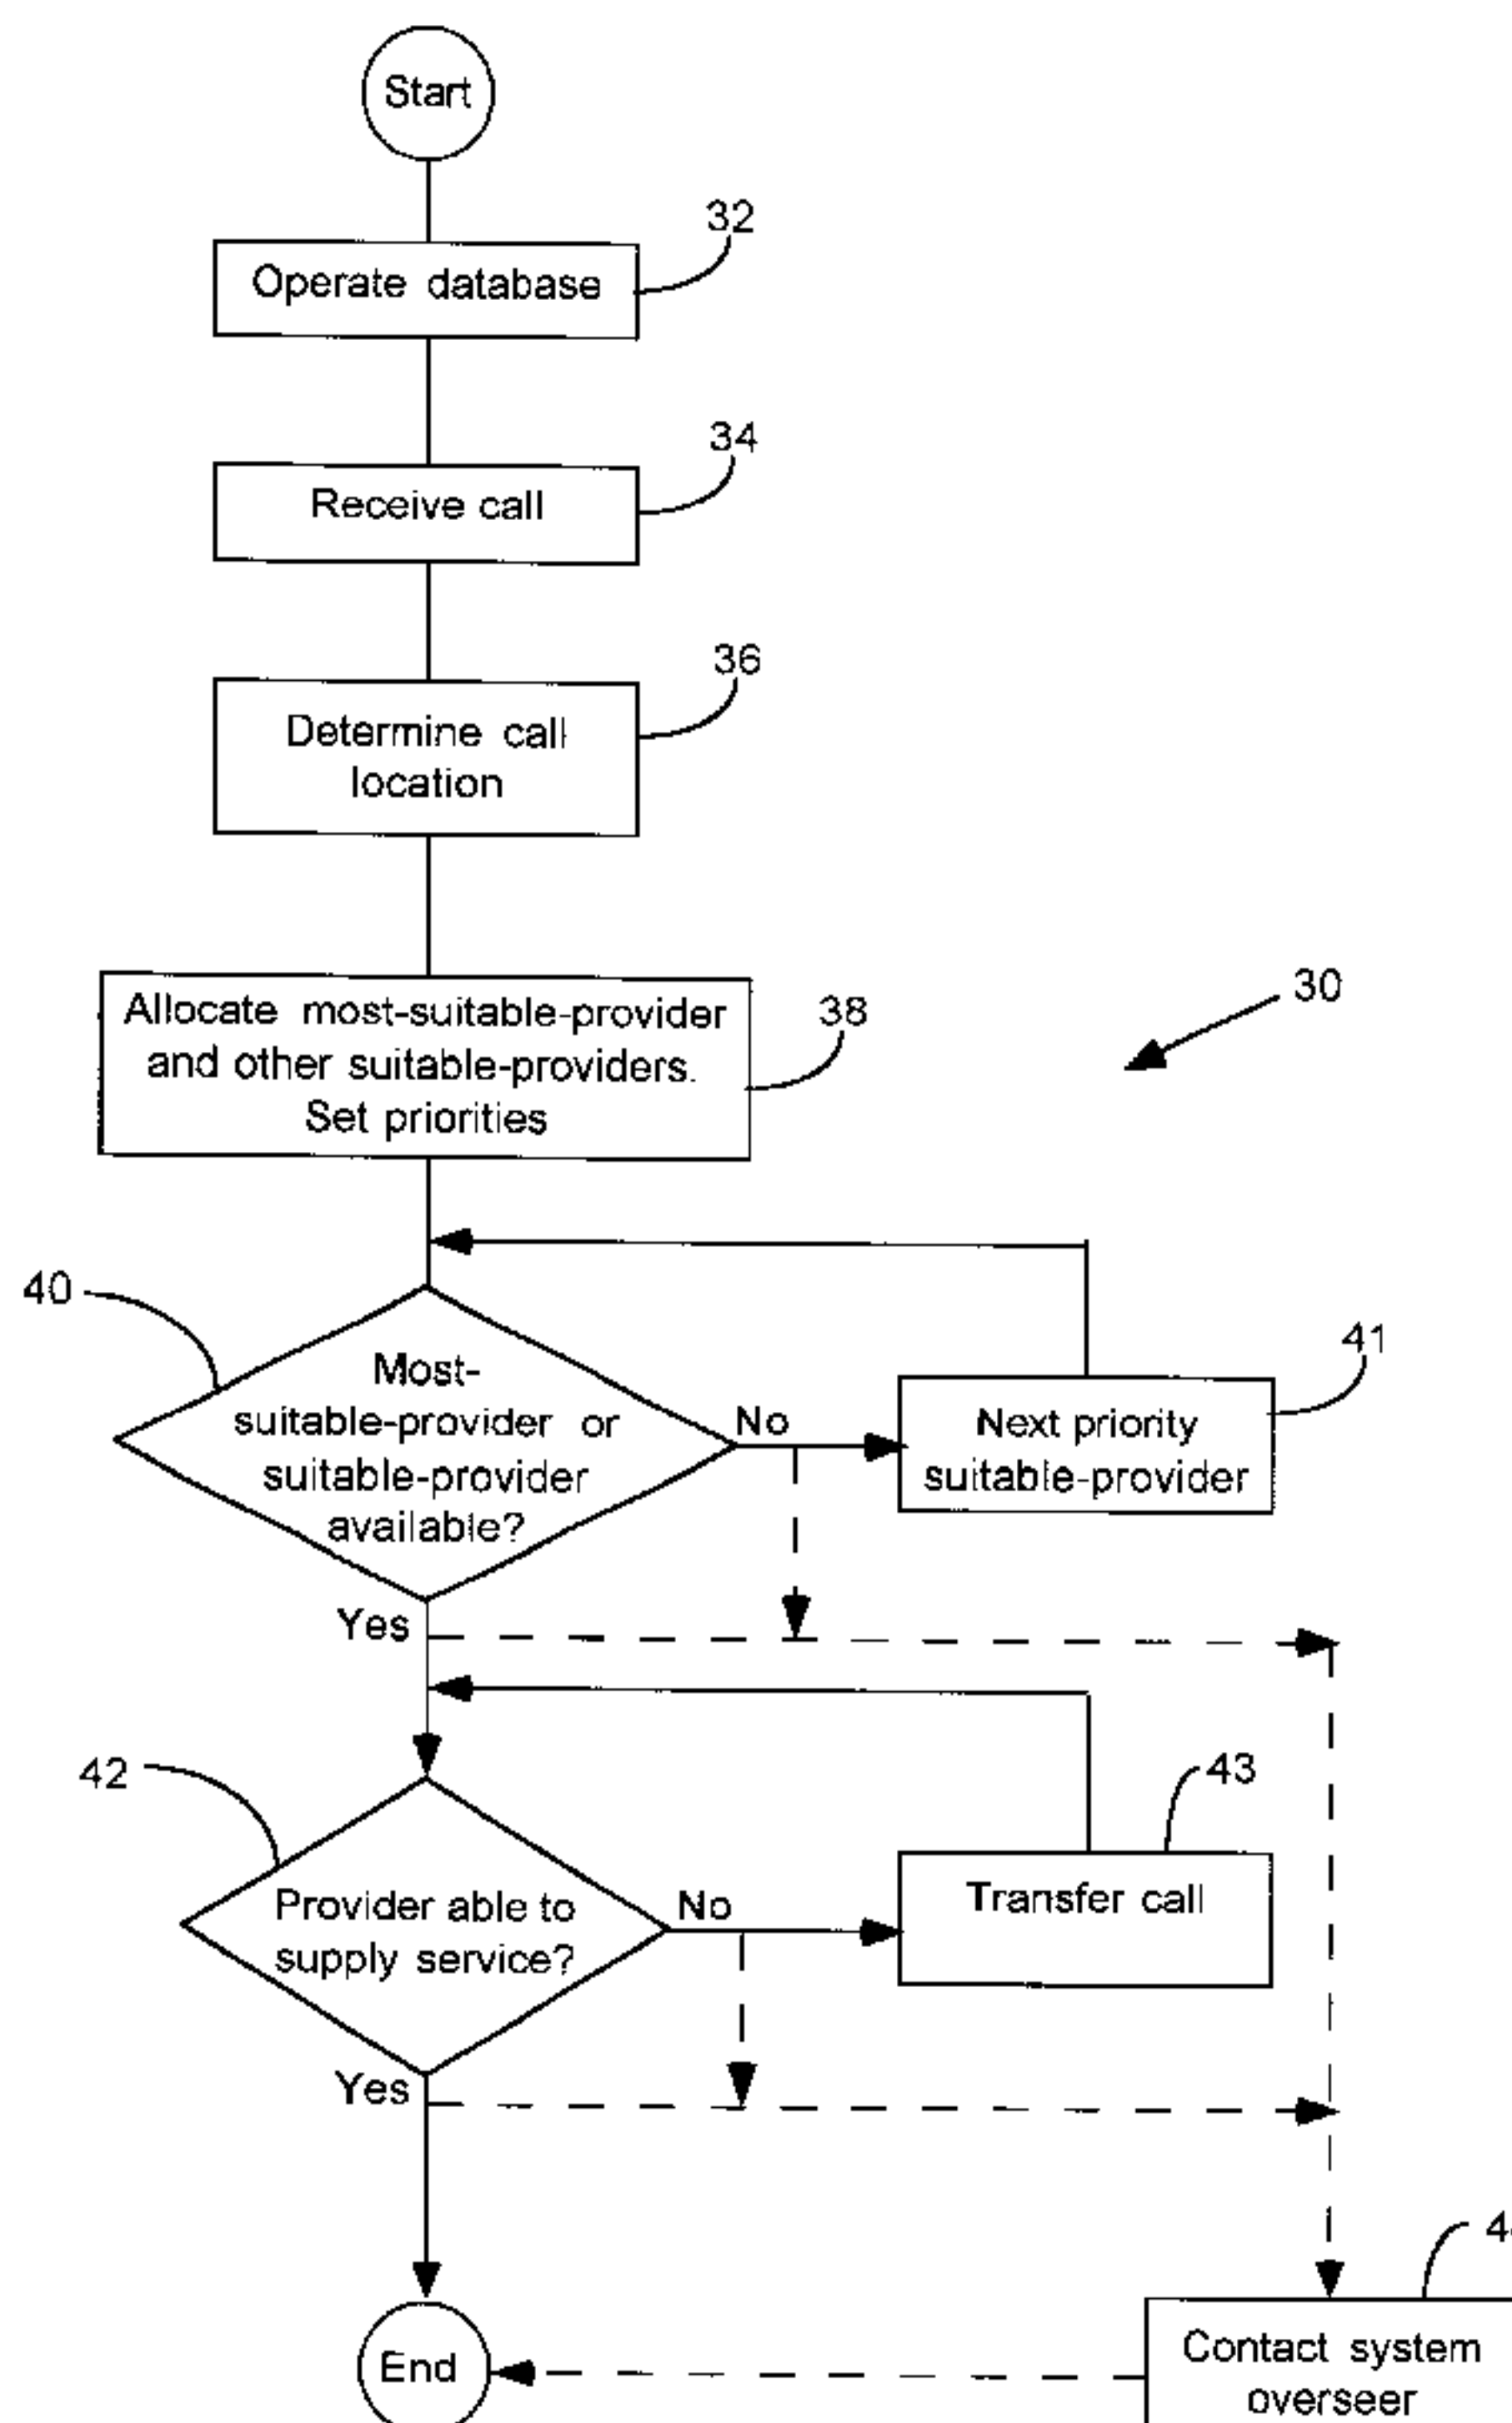 Start
32
Operate database
34
Receive call
36
Determine call
location
30
Allocate most-suitable-provider
and other suitable-providers.
Set priorities
38
40
Most-
suitable-provider or
suitable-provider
available?
No
41
Next priority
suitable-provider
Yes
42
Provider able to
supply service?
No
43
Transfer call
Yes
End
Contact system
overseer